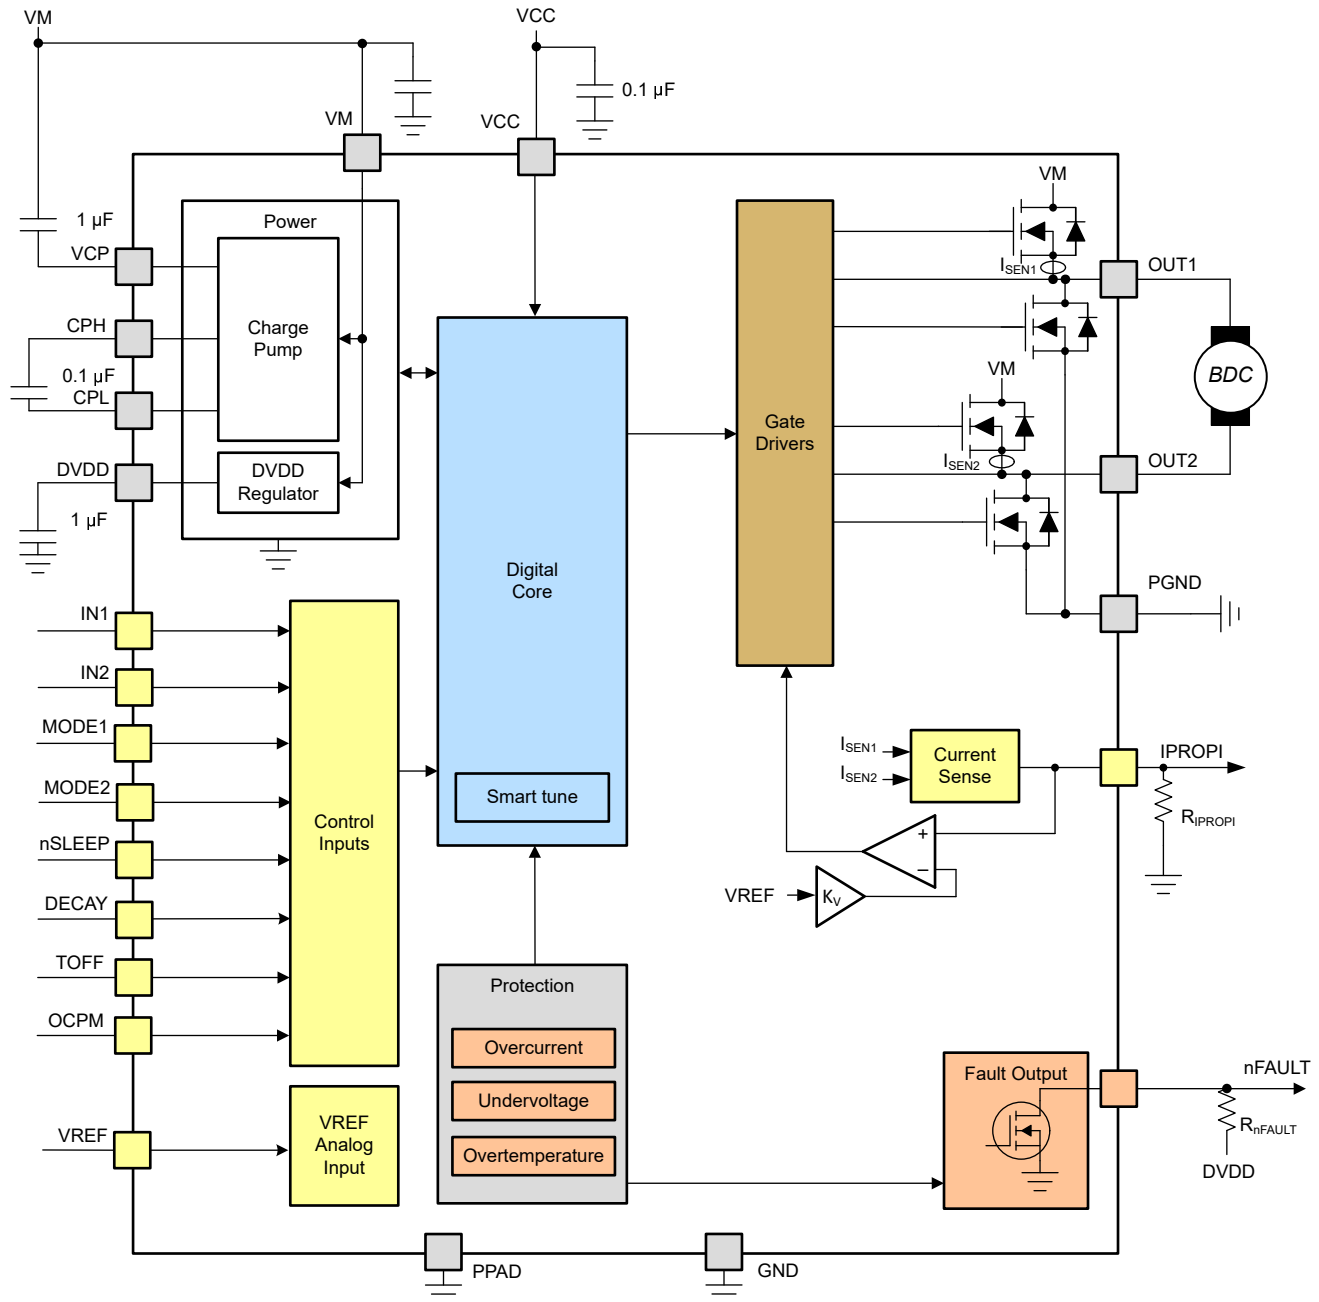 VM
VCC
0.1 µF
VM
VCC
1 µF
Power
VCP
CPH
Charge
Pump
0.1 µF
CPL
DVDD
DVDD
Regulator
1 µF
IN1
IN2
MODE1
MODE2
nSLEEP
DECAY
TOFF
OCPM
Control
Inputs
VREF
VREF
Analog
Input
Digital
Core
Smart tune
Protection
Overcurrent
Undervoltage
Overtemperature
Gate
Drivers
VM
ISEN1
OUT1
VM
BDC
ISEN2
OUT2
PGND
ISEN1
ISEN2
Current
Sense
IPROPI
RIPROPI
+
−
VREF
KV
Fault Output
nFAULT
RnFAULT
DVDD
PPAD
GND